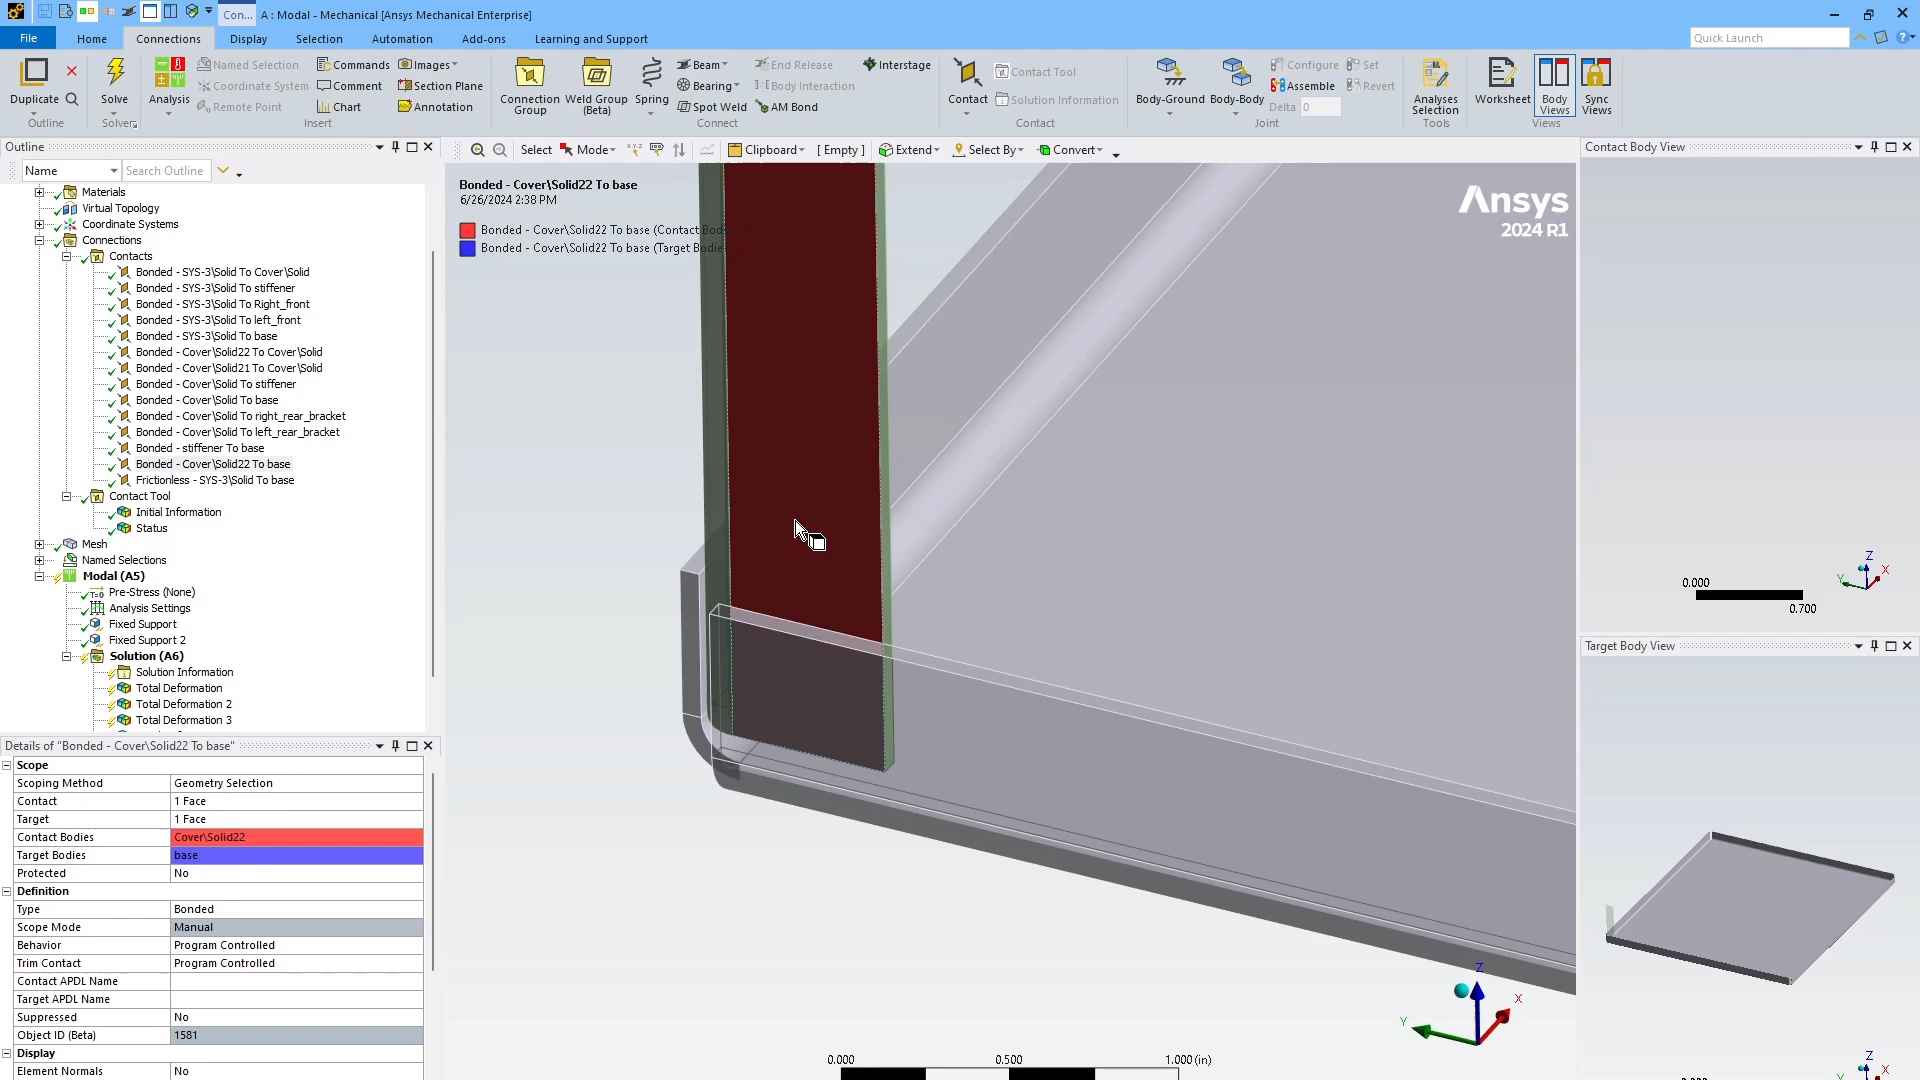 Con... A : Modal - Mechanical [Ansys Mechanical Enterprise]
File Home Connections Display Selection Automation Add-ons Learning and Support Quick Launch
Named Selection Commands Images Beam End Release Interstage Contact Tool Configure Set
Coordinate System Comment Section Plane Bearing Body Interaction Solution Information Assemble Revert
Remote Point Chart Annotation Spot Weld AM Bond Delta 0
Duplicate Solve Analysis Connection Group Weld Group (Beta) Spring Contact Body-Ground Body-Body Analyses Selection Worksheet Body Views Sync Views
Outline Solver Insert Connect Contact Joint Tools Views
Outline
Name Search Outline
Select Mode Clipboard [ Empty ] Extend Select By Convert
Materials
Virtual Topology
Coordinate Systems
Connections
Contacts
Bonded - SYS-3\Solid To Cover\Solid
Bonded - SYS-3\Solid To stiffener
Bonded - SYS-3\Solid To Right_front
Bonded - SYS-3\Solid To left_front
Bonded - SYS-3\Solid To base
Bonded - Cover\Solid22 To Cover\Solid
Bonded - Cover\Solid21 To Cover\Solid
Bonded - Cover\Solid To stiffener
Bonded - Cover\Solid To base
Bonded - Cover\Solid To right_rear_bracket
Bonded - Cover\Solid To left_rear_bracket
Bonded - stiffener To base
Bonded - Cover\Solid22 To base
Frictionless - SYS-3\Solid To base
Contact Tool
Initial Information
Status
Mesh
Named Selections
Modal (A5)
Pre-Stress (None)
Analysis Settings
Fixed Support
Fixed Support 2
Solution (A6)
Solution Information
Total Deformation
Total Deformation 2
Total Deformation 3
Details of "Bonded - Cover\Solid22 To base"
Scope
Scoping Method Geometry Selection
Contact 1 Face
Target 1 Face
Contact Bodies Cover\Solid22
Target Bodies base
Protected No
Definition
Type Bonded
Scope Mode Manual
Behavior Program Controlled
Trim Contact Program Controlled
Contact APDL Name
Target APDL Name
Suppressed No
Object ID (Beta) 1581
Display
Element Normals No
Bonded - Cover\Solid22 To base
6/26/2024 2:38 PM
Bonded - Cover\Solid22 To base (Contact Bodies)
Bonded - Cover\Solid22 To base (Target Bodies)
Ansys
2024 R1
Z
X
Y
0.000 0.500 1.000 (in)
Contact Body View
Z
X
Y
0.000
0.700
Target Body View
Z
X